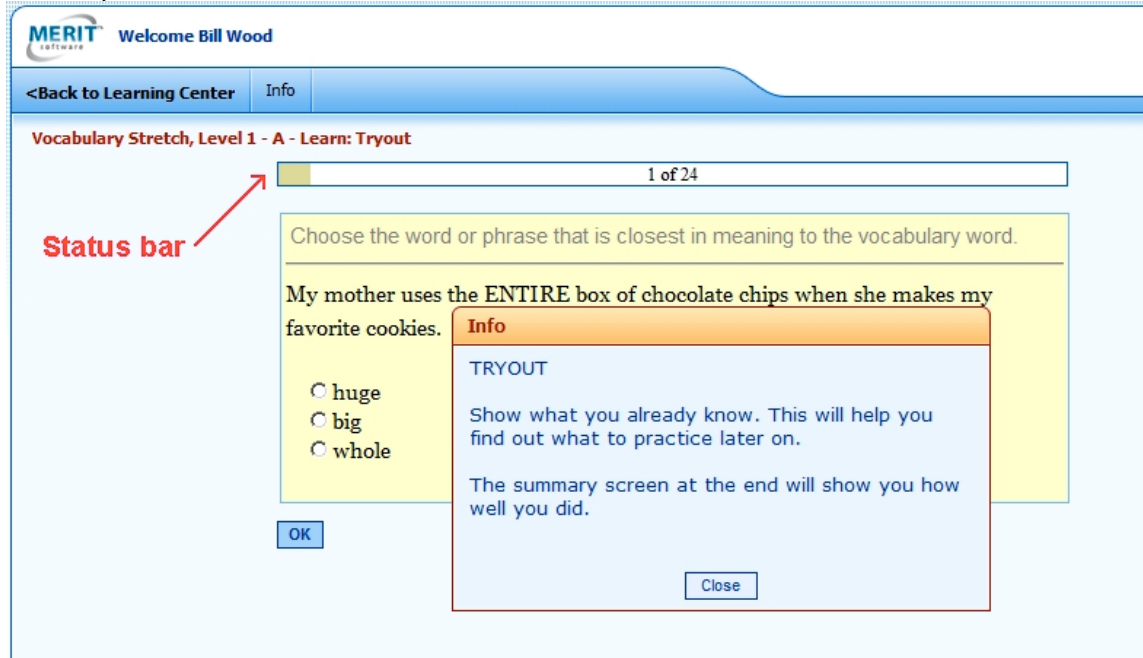 MERIT
software
Welcome Bill Wood
<Back to Learning Center
Info
Vocabulary Stretch, Level 1 - A - Learn: Tryout
1 of 24
Status bar
Choose the word or phrase that is closest in meaning to the vocabulary word.
My mother uses the ENTIRE box of chocolate chips when she makes my
favorite cookies.
huge
big
whole
OK
Info
TRYOUT
Show what you already know. This will help you
find out what to practice later on.
The summary screen at the end will show you how
well you did.
Close